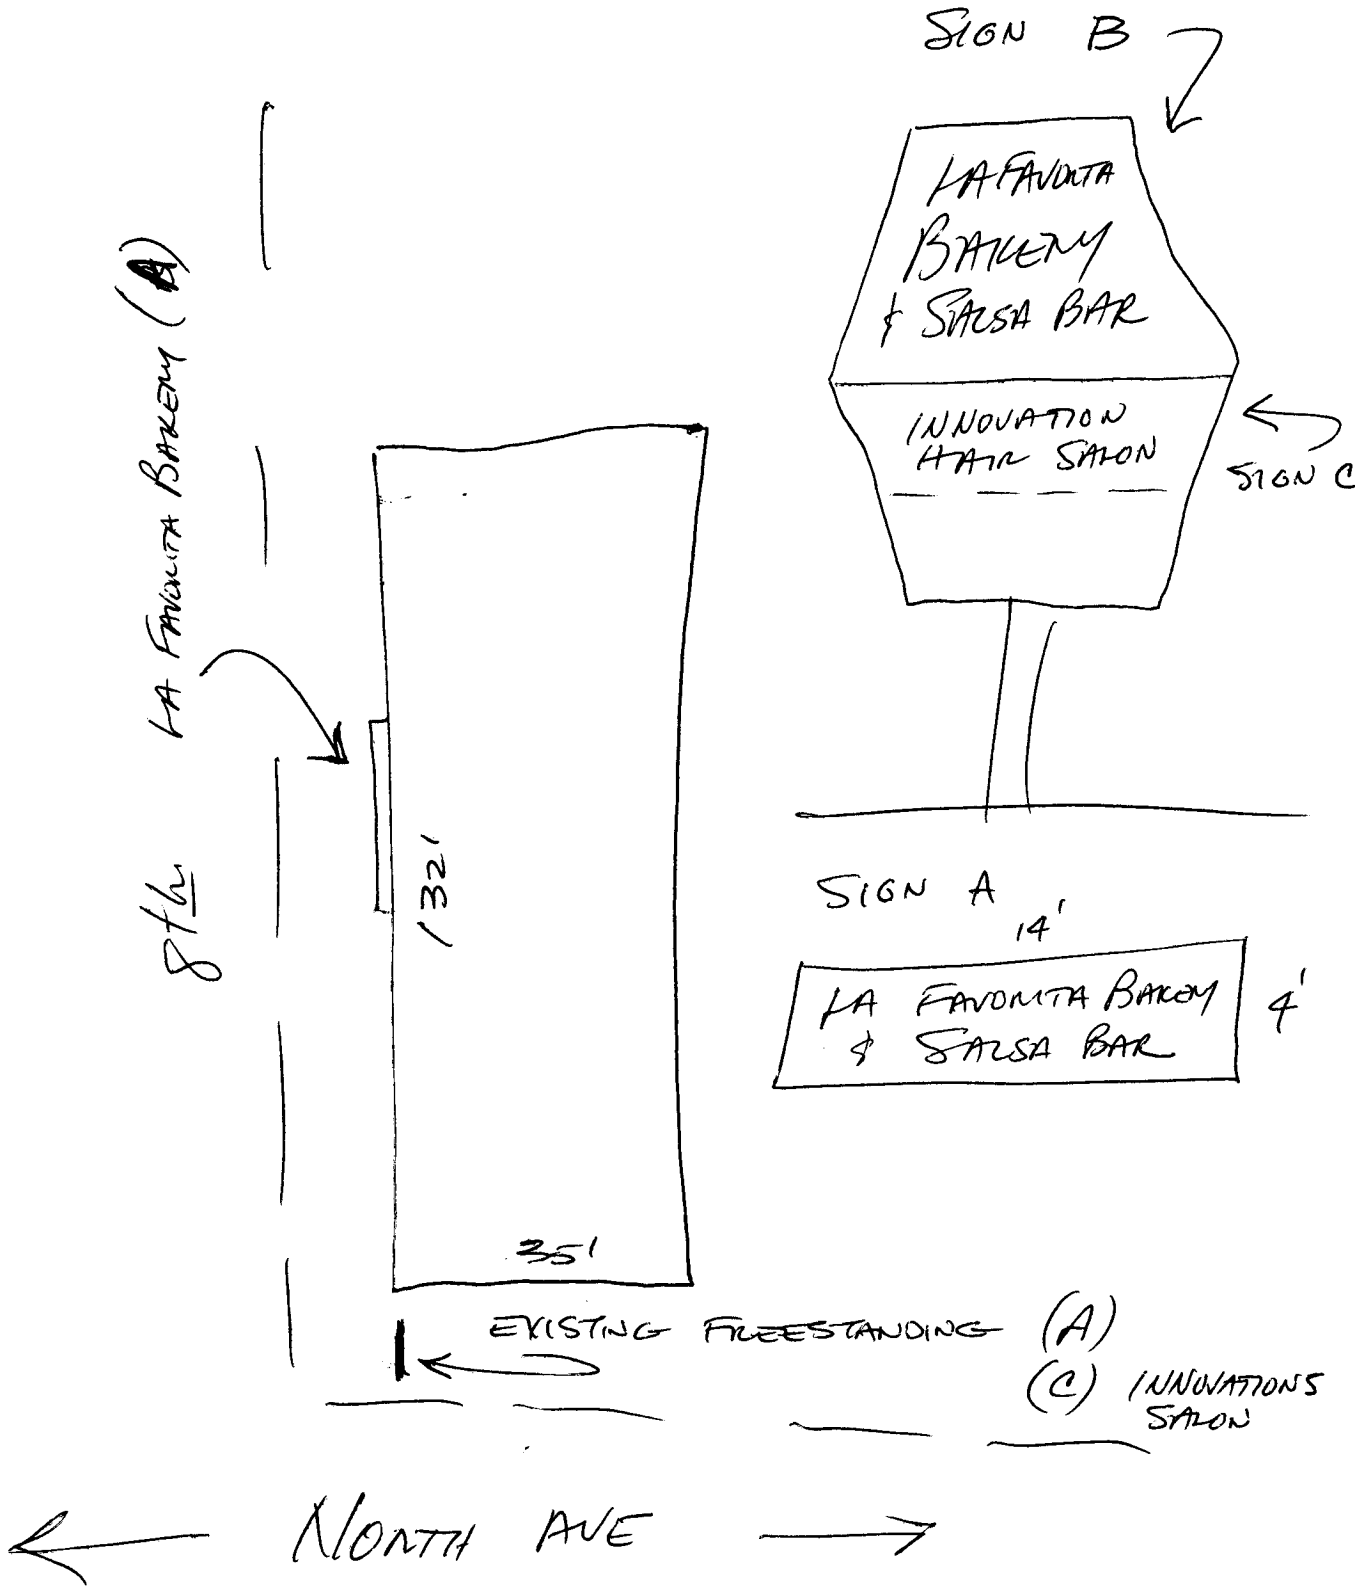 SIGN B
LA FAVORITA
BAKERY
& SALSA BAR
INNOVATION
HAIR SALON
SIGN C
LA FAVORITA BAKERY (A)
8th
132'
SIGN A
14'
LA FAVORITA BAKERY
& SALSA BAR
4'
35'
EXISTING FREESTANDING (A)
(C) INNOVATIONS
SALON
NORTH AVE